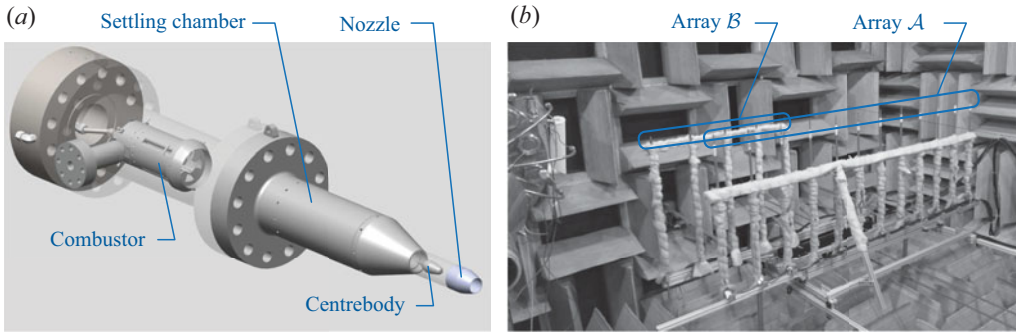 (a)
Settling chamber
Nozzle
Combustor
Centrebody
(b)
Array B
Array A